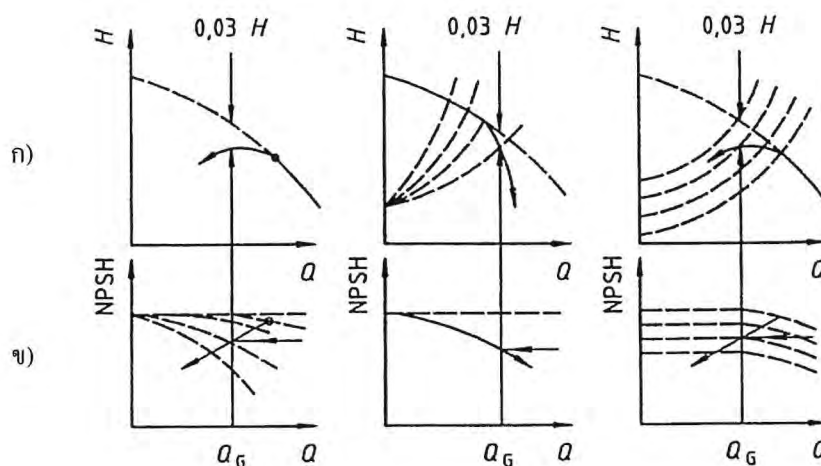 0,03 H 0,03 H 0,03 H
H H H
ก)
Q Q Q
NPSH NPSH NPSH
ข)
Q_G Q Q_G Q Q_G Q